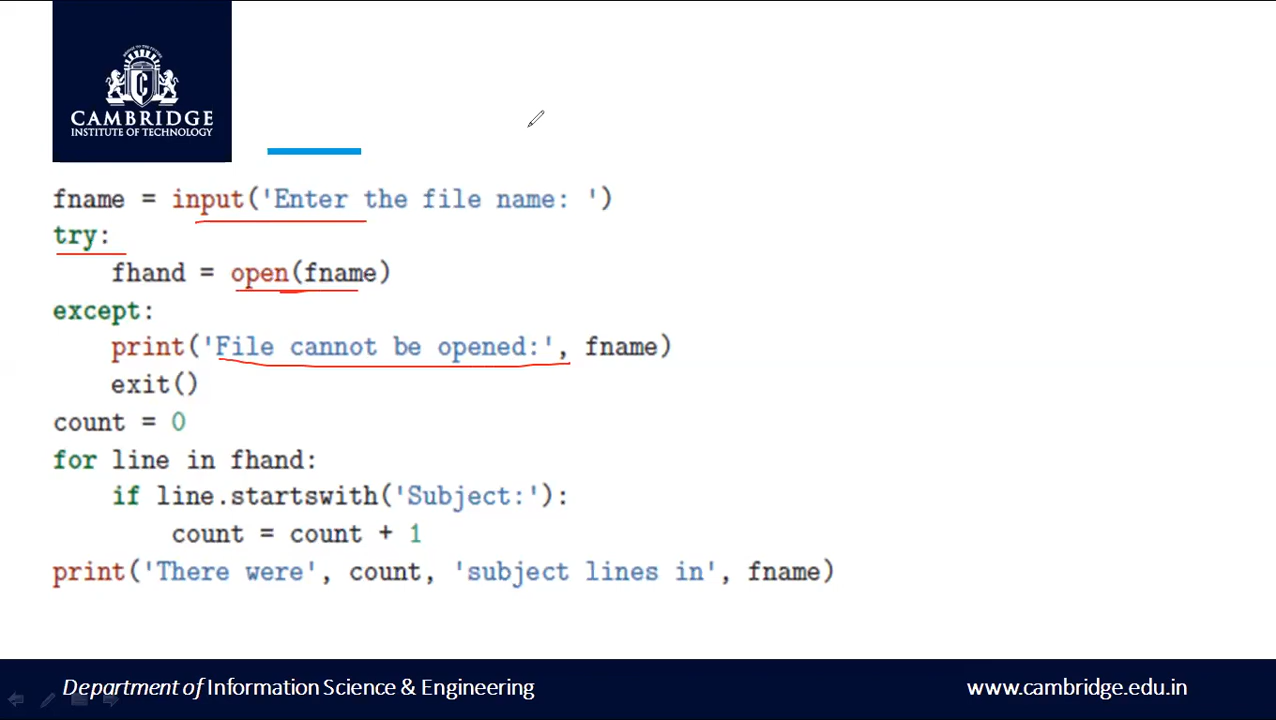 CAMBRIDGE
INSTITUTE OF TECHNOLOGY
fname = input('Enter the file name: ')
try:
    fhand = open(fname)
except:
    print('File cannot be opened:', fname)
    exit()
count = 0
for line in fhand:
    if line.startswith('Subject:'):
        count = count + 1
print('There were', count, 'subject lines in', fname)
Department of Information Science & Engineering
www.cambridge.edu.in